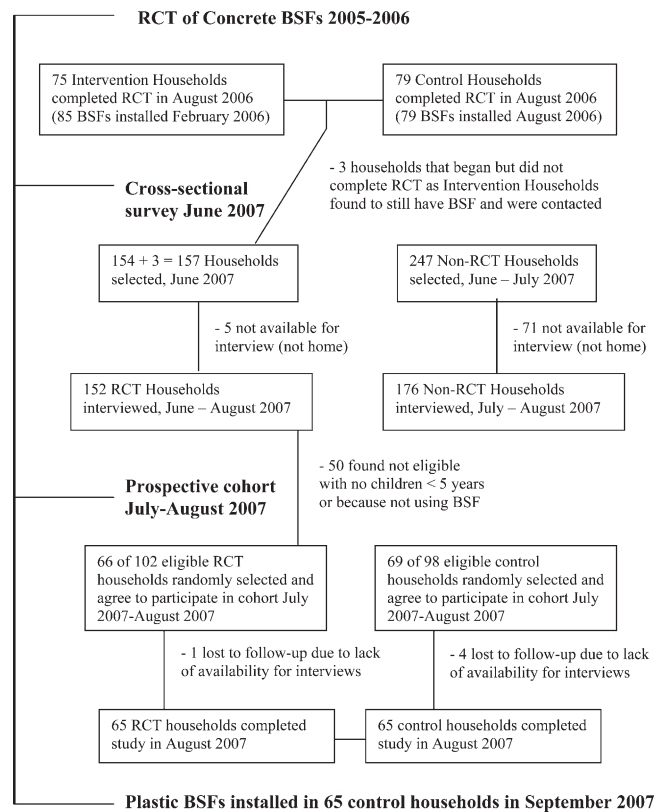 RCT of Concrete BSFs 2005-2006
75 Intervention Households
completed RCT in August 2006
(85 BSFs installed February 2006)
79 Control Households
completed RCT in August 2006
(79 BSFs installed August 2006)
- 3 households that began but did not
complete RCT as Intervention Households
found to still have BSF and were contacted
Cross-sectional
survey June 2007
154 + 3 = 157 Households
selected, June 2007
247 Non-RCT Households
selected, June – July 2007
- 5 not available for
interview (not home)
- 71 not available for
interview (not home)
152 RCT Households
interviewed, June – August 2007
176 Non-RCT Households
interviewed, July – August 2007
- 50 found not eligible
with no children < 5 years
or because not using BSF
Prospective cohort
July-August 2007
66 of 102 eligible RCT
households randomly selected and
agree to participate in cohort July
2007-August 2007
69 of 98 eligible control
households randomly selected and
agree to participate in cohort July
2007-August 2007
- 1 lost to follow-up due to lack
of availability for interviews
- 4 lost to follow-up due to lack
of availability for interviews
65 RCT households completed
study in August 2007
65 control households completed
study in August 2007
Plastic BSFs installed in 65 control households in September 2007